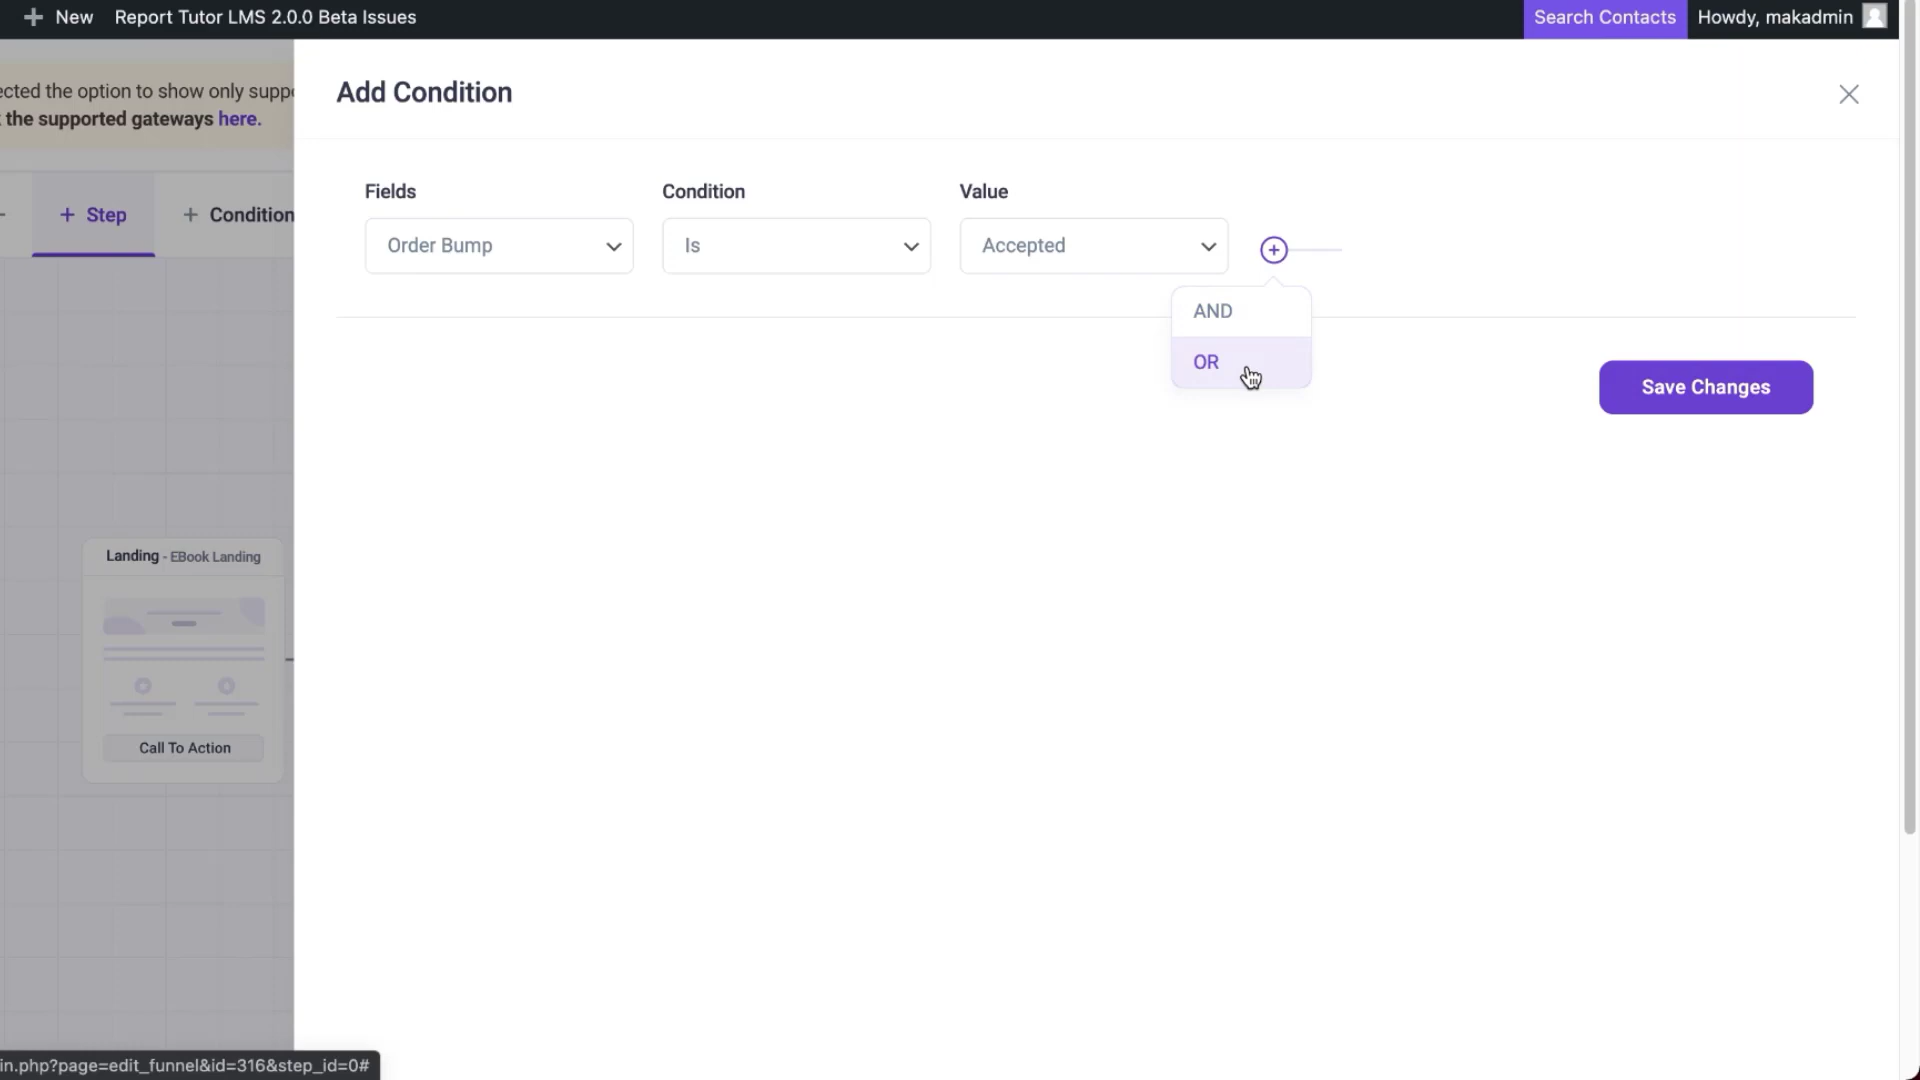 New Report Tutor LMS 2.0.0 Beta Issues Search Contacts Howdy, makadmin
ected the option to show only supp
the supported gateways here.
Add Condition
Step Condition
Fields Condition Value
Order Bump Is Accepted
AND
OR
Save Changes
Landing - EBook Landing
Call To Action
in.php?page=edit_funnel&id=316&step_id=0#